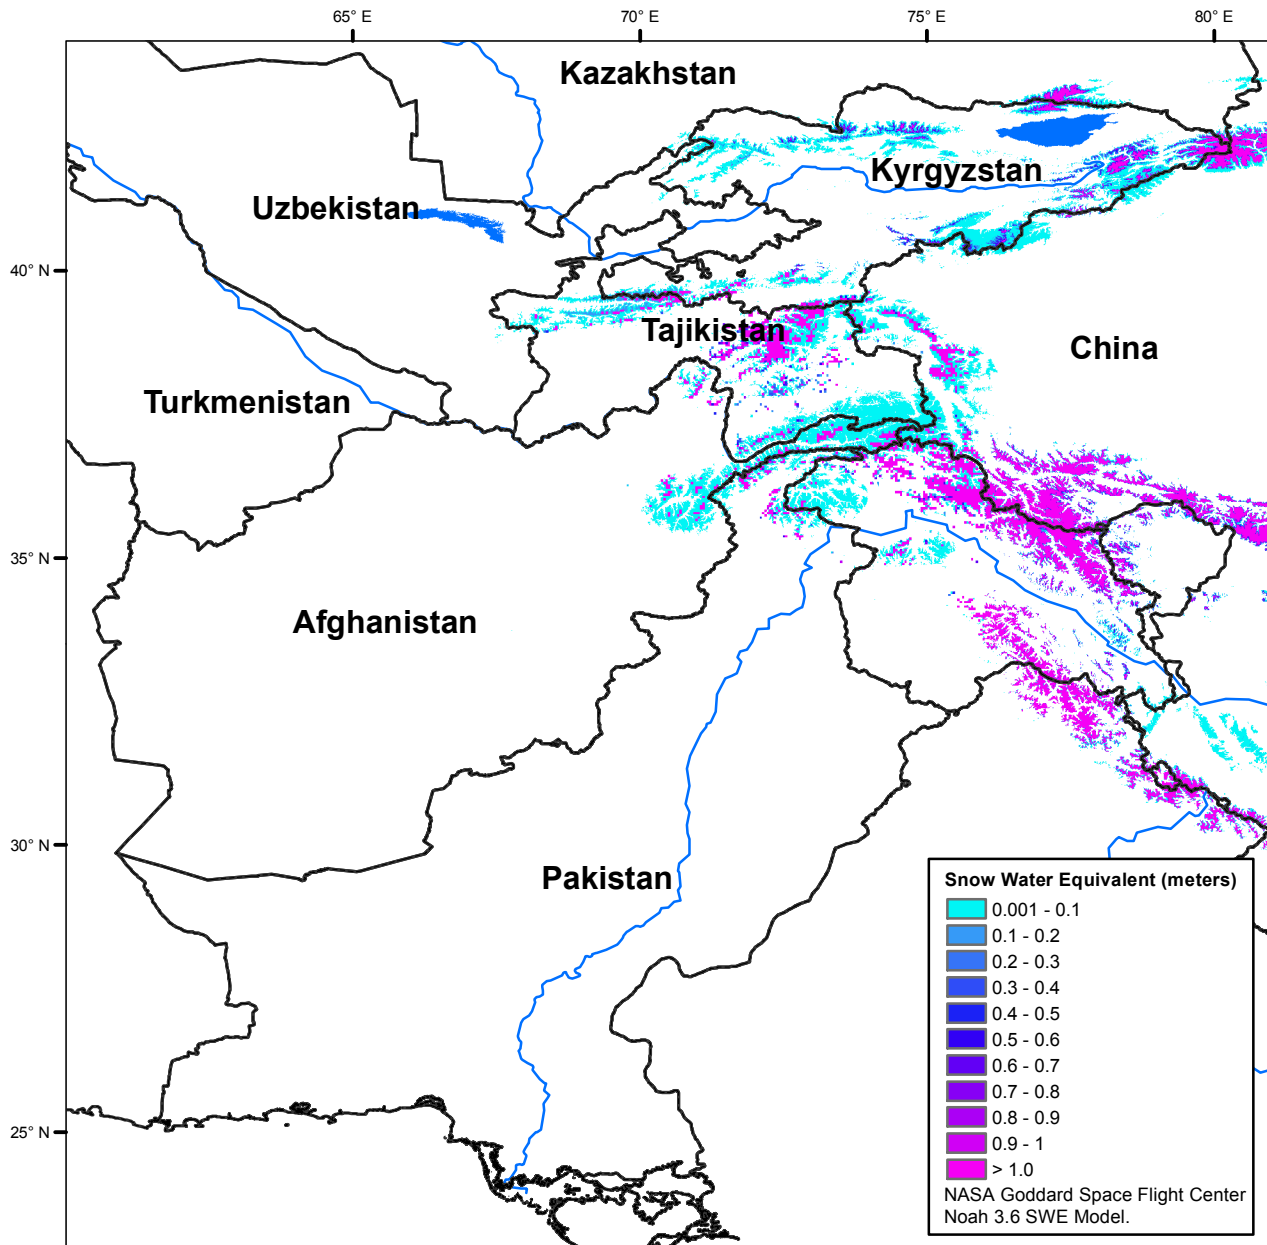 65° E 70° E 75° E 80° E
Kazakhstan
Kyrgyzstan
Uzbekistan
40° N
Tajikistan
China
Turkmenistan
35° N
Afghanistan
30° N
Pakistan
Snow Water Equivalent (meters)
0.001 - 0.1
0.1 - 0.2
0.2 - 0.3
0.3 - 0.4
0.4 - 0.5
0.5 - 0.6
0.6 - 0.7
0.7 - 0.8
0.8 - 0.9
0.9 - 1
> 1.0
25° N
NASA Goddard Space Flight Center
Noah 3.6 SWE Model.